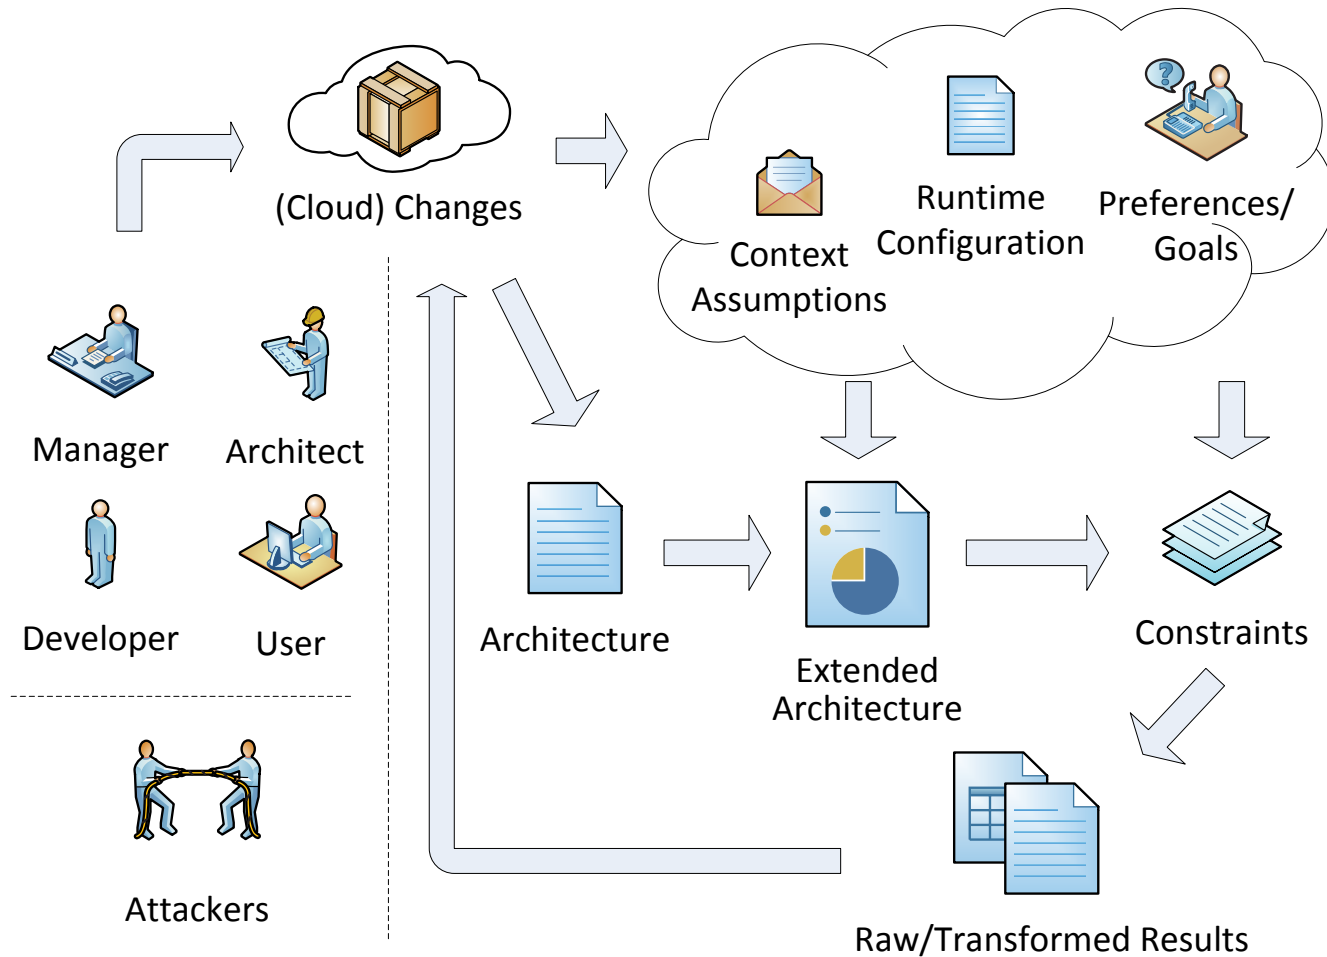 (Cloud) Changes
Context
Assumptions
Runtime
Configuration
?
Preferences/
Goals
Manager
Architect
Developer
User
Attackers
Architecture
Extended
Architecture
Constraints
Raw/Transformed Results